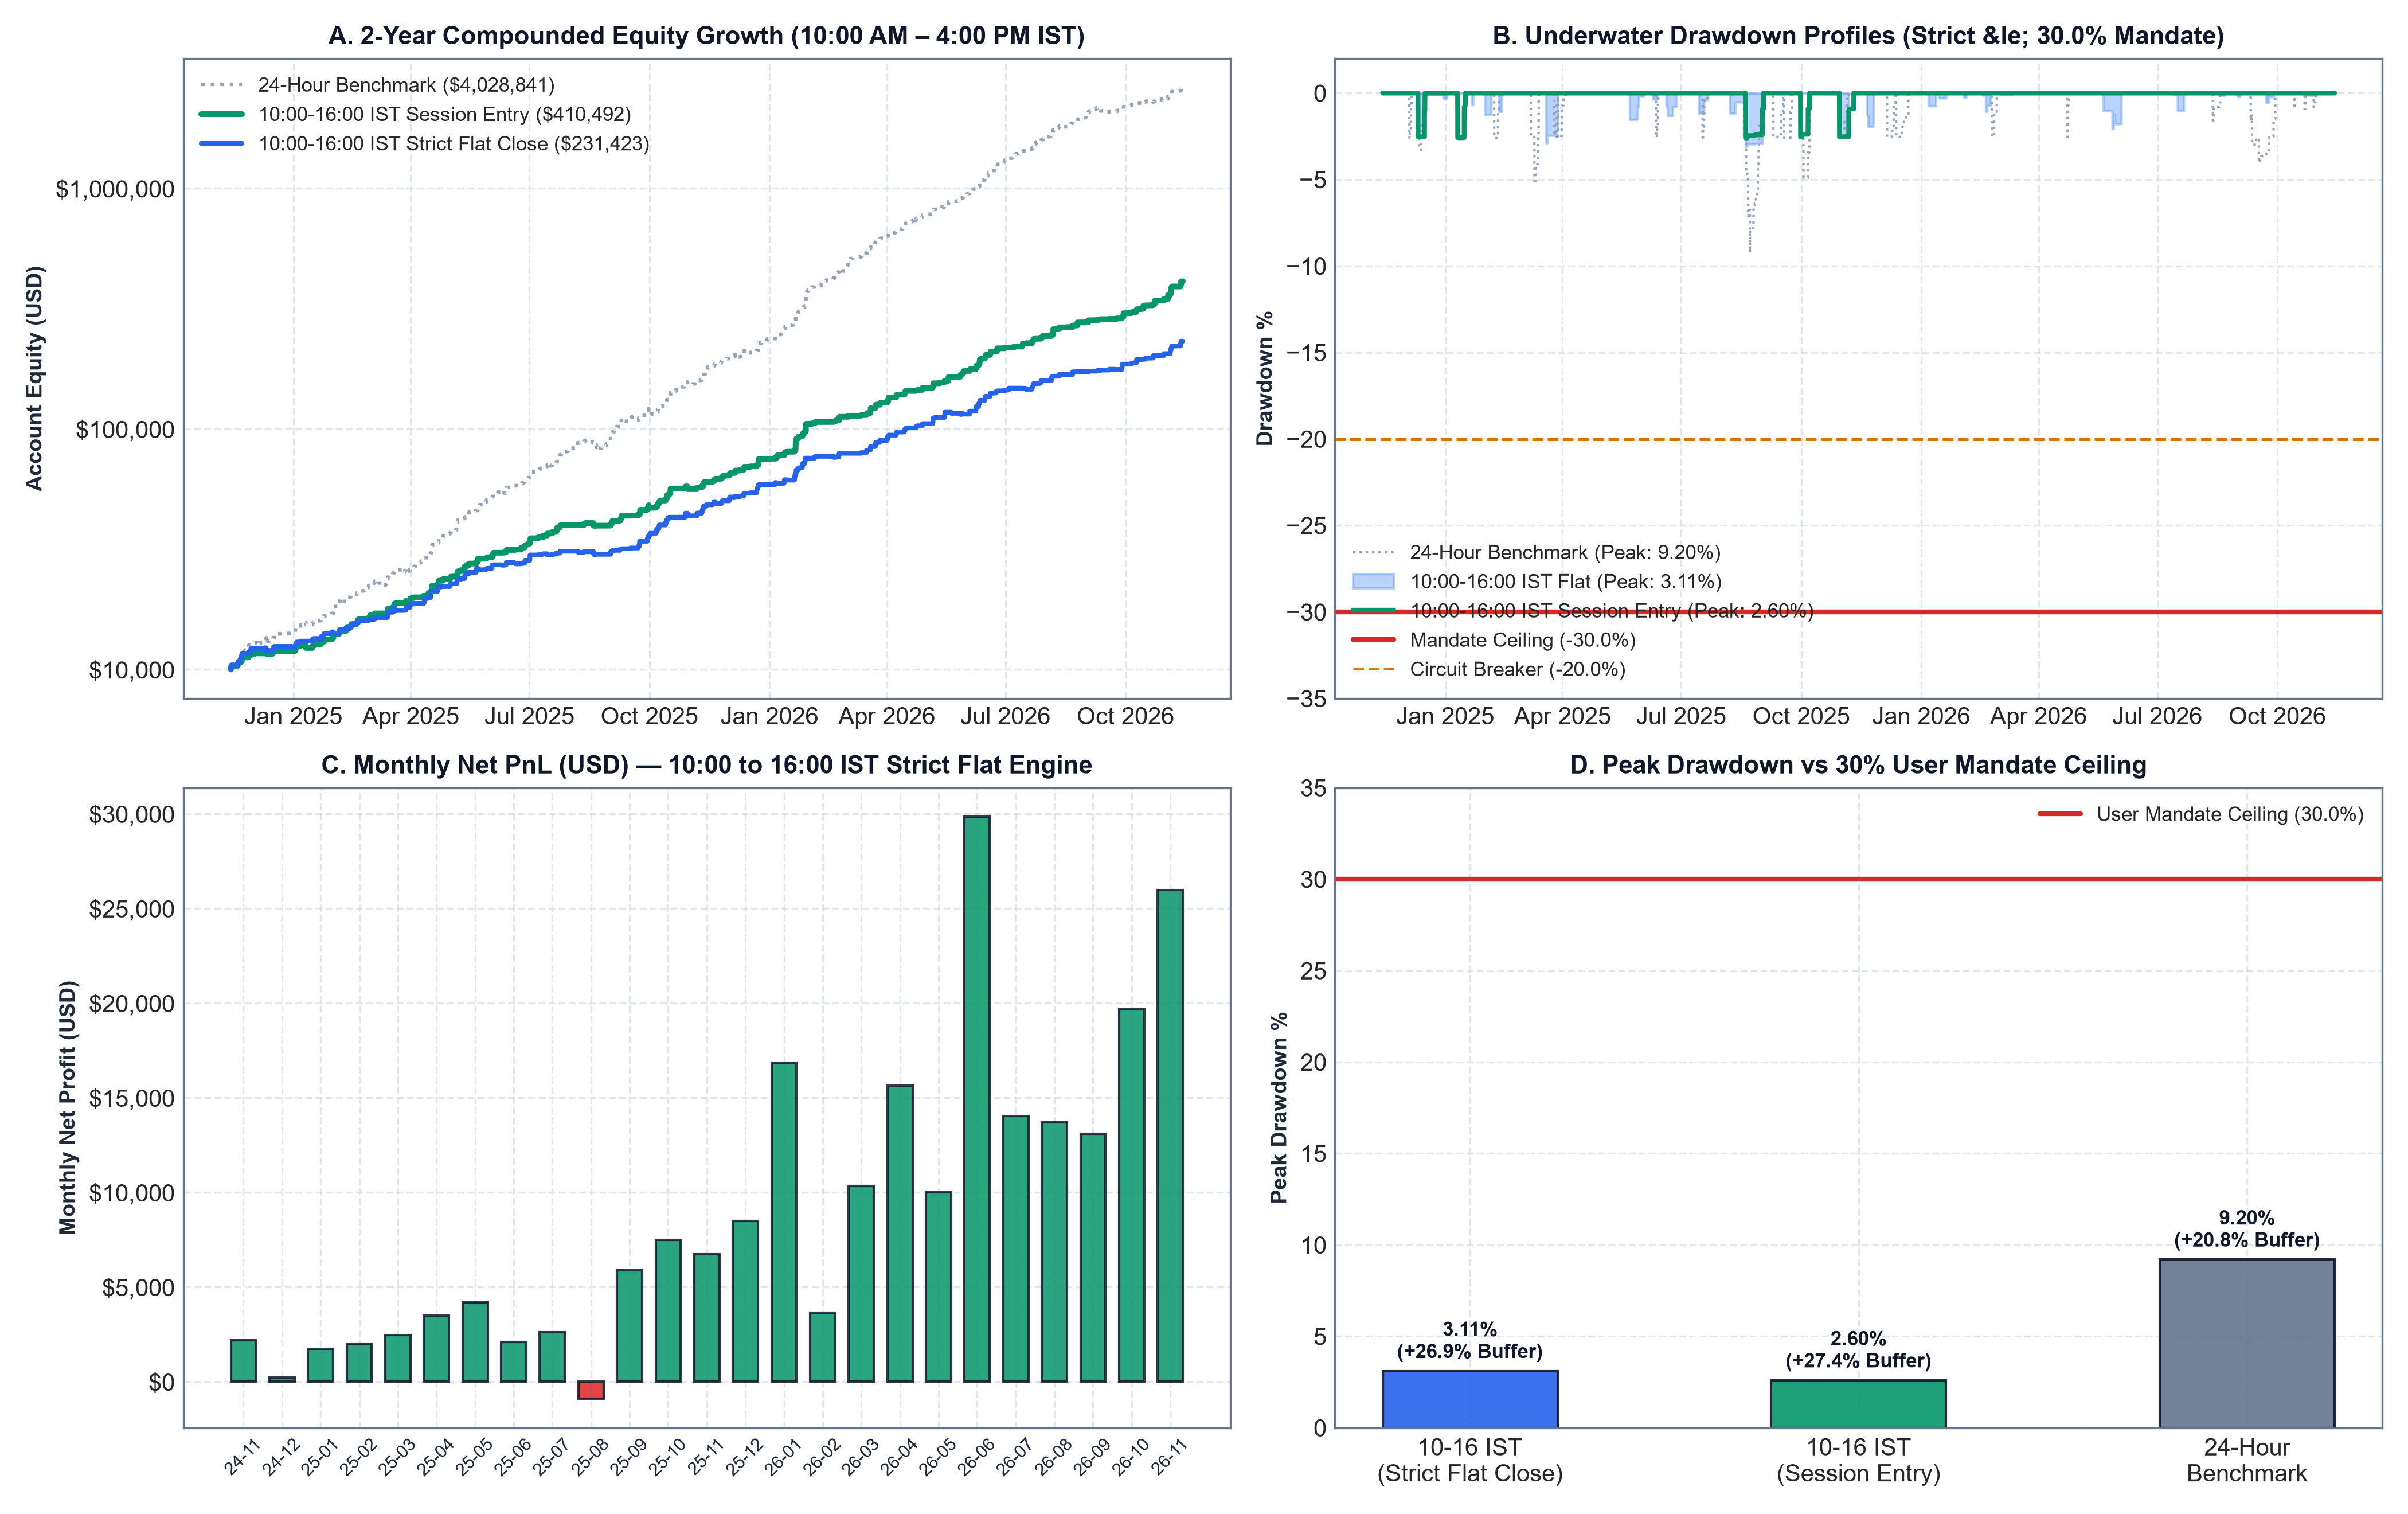 A. 2-Year Compounded Equity Growth (10:00 AM – 4:00 PM IST)
24-Hour Benchmark ($4,028,841)
10:00-16:00 IST Session Entry ($410,492)
10:00-16:00 IST Strict Flat Close ($231,423)
Account Equity (USD)
$1,000,000
$100,000
$10,000
Jan 2025 Apr 2025 Jul 2025 Oct 2025 Jan 2026 Apr 2026 Jul 2026 Oct 2026
B. Underwater Drawdown Profiles (Strict &le; 30.0% Mandate)
Drawdown %
0
−5
−10
−15
−20
−25
−30
−35
24-Hour Benchmark (Peak: 9.20%)
10:00-16:00 IST Flat (Peak: 3.11%)
10:00-16:00 IST Session Entry (Peak: 2.60%)
Mandate Ceiling (-30.0%)
Circuit Breaker (-20.0%)
Jan 2025 Apr 2025 Jul 2025 Oct 2025 Jan 2026 Apr 2026 Jul 2026 Oct 2026
C. Monthly Net PnL (USD) — 10:00 to 16:00 IST Strict Flat Engine
Monthly Net Profit (USD)
$30,000
$25,000
$20,000
$15,000
$10,000
$5,000
$0
24-11 24-12 25-01 25-02 25-03 25-04 25-05 25-06 25-07 25-08 25-09 25-10 25-11 25-12 26-01 26-02 26-03 26-04 26-05 26-06 26-07 26-08 26-09 26-10 26-11
D. Peak Drawdown vs 30% User Mandate Ceiling
User Mandate Ceiling (30.0%)
Peak Drawdown %
35
30
25
20
15
10
5
0
3.11%
(+26.9% Buffer)
2.60%
(+27.4% Buffer)
9.20%
(+20.8% Buffer)
10-16 IST
(Strict Flat Close)
10-16 IST
(Session Entry)
24-Hour
Benchmark